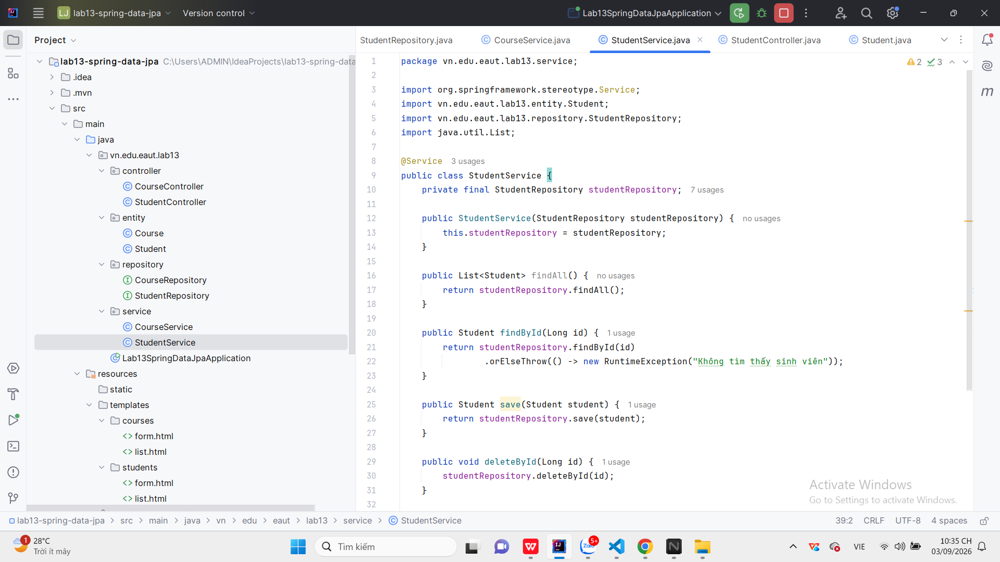 LJ lab13-spring-data-jpa Version control Lab13SpringDataJpaApplication
Project
StudentRepository.java CourseService.java StudentService.java StudentController.java Student.java
lab13-spring-data-jpa C:\Users\ADMIN\IdeaProjects\lab13-spring-data
.idea
.mvn
src
main
java
vn.edu.eaut.lab13
controller
CourseController
StudentController
entity
Course
Student
repository
CourseRepository
StudentRepository
service
CourseService
StudentService
Lab13SpringDataJpaApplication
resources
static
templates
courses
form.html
list.html
students
form.html
list.html
2 3
1 package vn.edu.eaut.lab13.service;
2
3 import org.springframework.stereotype.Service;
4 import vn.edu.eaut.lab13.entity.Student;
5 import vn.edu.eaut.lab13.repository.StudentRepository;
6 import java.util.List;
7
8 @Service 3 usages
9 public class StudentService {
10 private final StudentRepository studentRepository; 7 usages
11
12 public StudentService(StudentRepository studentRepository) { no usages
13 this.studentRepository = studentRepository;
14 }
15
16 public List<Student> findAll() { no usages
17 return studentRepository.findAll();
18 }
19
20 public Student findById(Long id) { 1 usage
21 return studentRepository.findById(id)
22 .orElseThrow(() -> new RuntimeException("Không tìm thấy sinh viên"));
23 }
24
25 public Student save(Student student) { 1 usage
26 return studentRepository.save(student);
27 }
28
29 public void deleteById(Long id) { 1 usage
30 studentRepository.deleteById(id);
31 }
32
Activate Windows
Go to Settings to activate Windows.
lab13-spring-data-jpa > src > main > java > vn > edu > eaut > lab13 > service > StudentService 39:2 CRLF UTF-8 4 spaces
1 28°C
Trời ít mây
Tìm kiếm
Zalo 5+
VIE
10:35 CH
03/09/2026